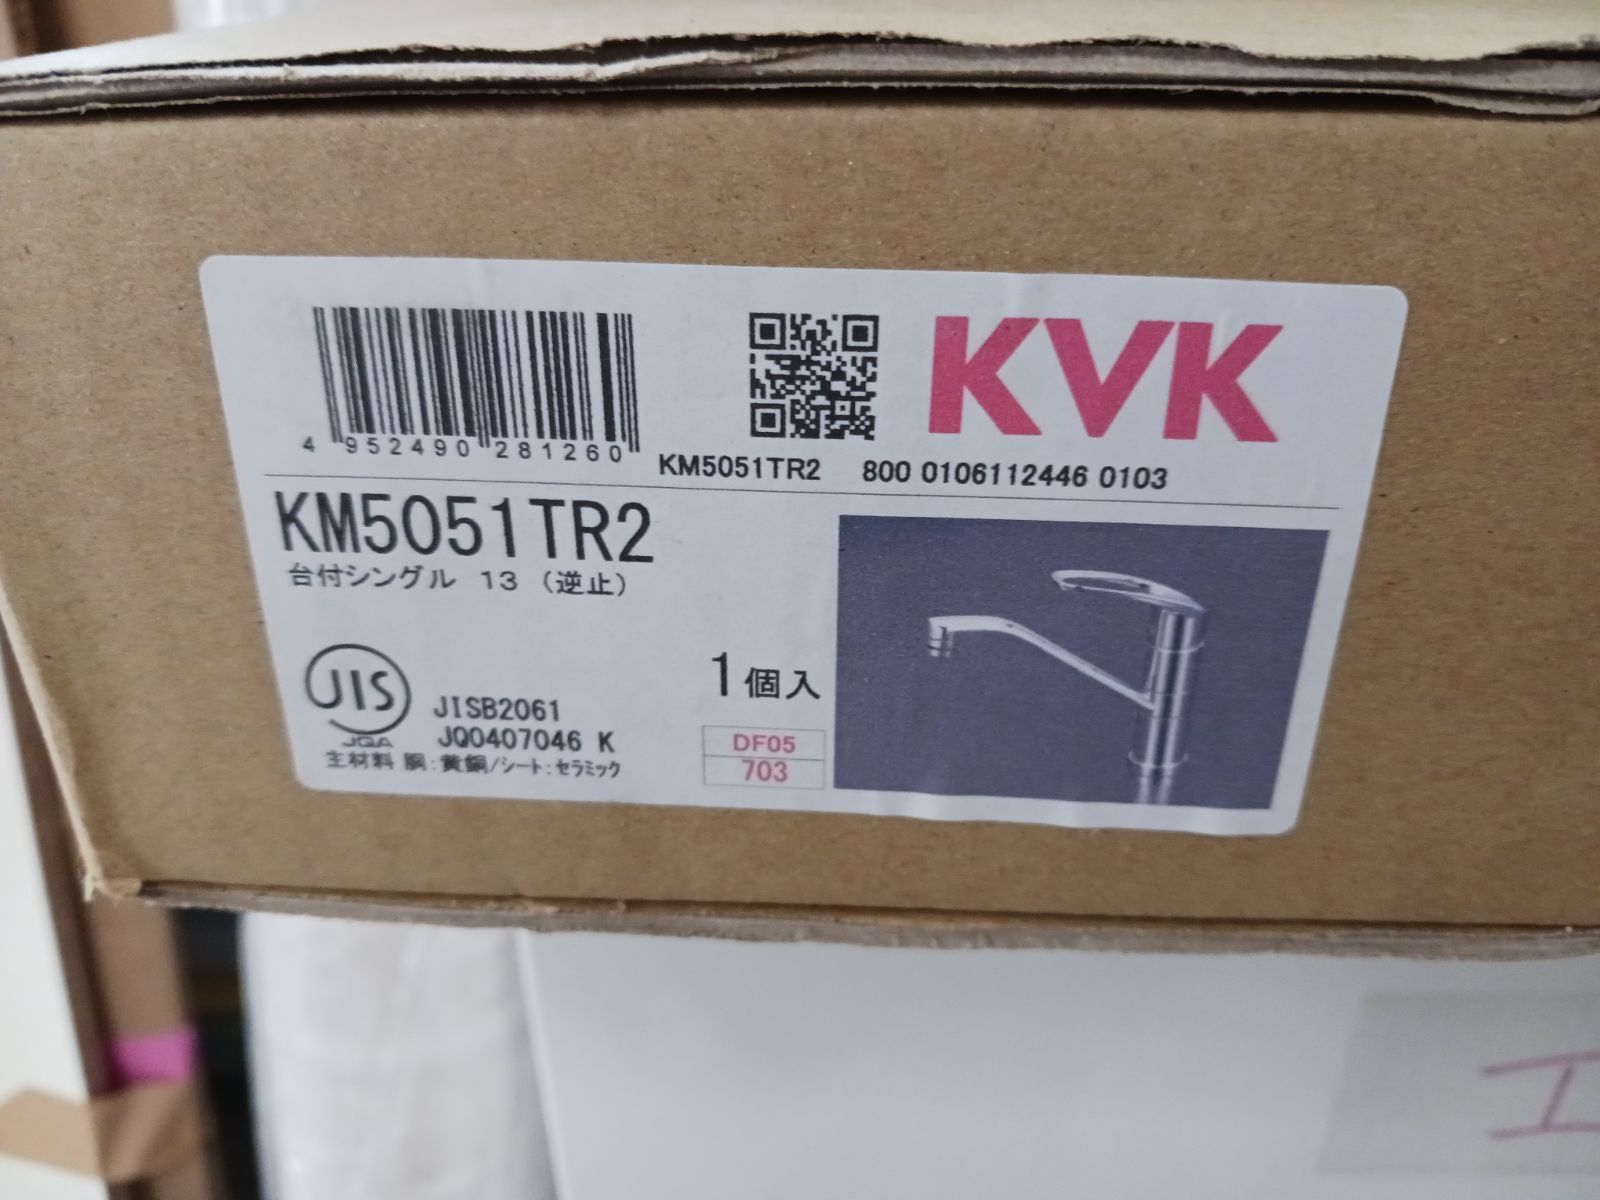 4 952490 281260
KVK
KM5051TR2 800 0106112446 0103
KM5051TR2
台付シングル 13 (逆止)
JIS
JQA
JISB2061
JQ0407046 K
主材料 胴:黄銅/シート:セラミック
1個入
DF05
703